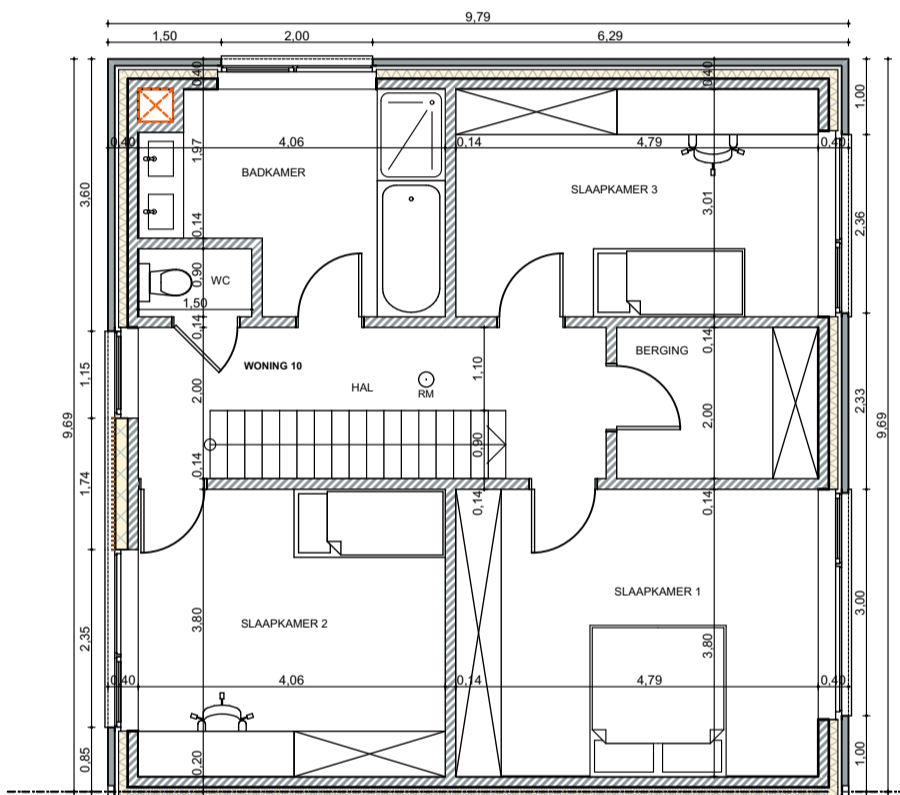 9,79
1,50 2,00 6,29
0,40 0,40
1,00
0,40 1,97 4,06 0,14 4,79 0,40
BADKAMER
SLAAPKAMER 3
3,60
3,01
2,36
0,14
0,90
WC
1,50
0,14
0,14
BERGING
WONING 10
HAL
RM
1,10
1,15
2,00
2,00
2,33
9,69
9,69
0,90
0,14
1,74
0,14
0,14
SLAAPKAMER 1
SLAAPKAMER 2
3,80
3,80
3,00
2,35
0,40 4,06 0,14 4,79 0,40
0,85
0,20
1,00